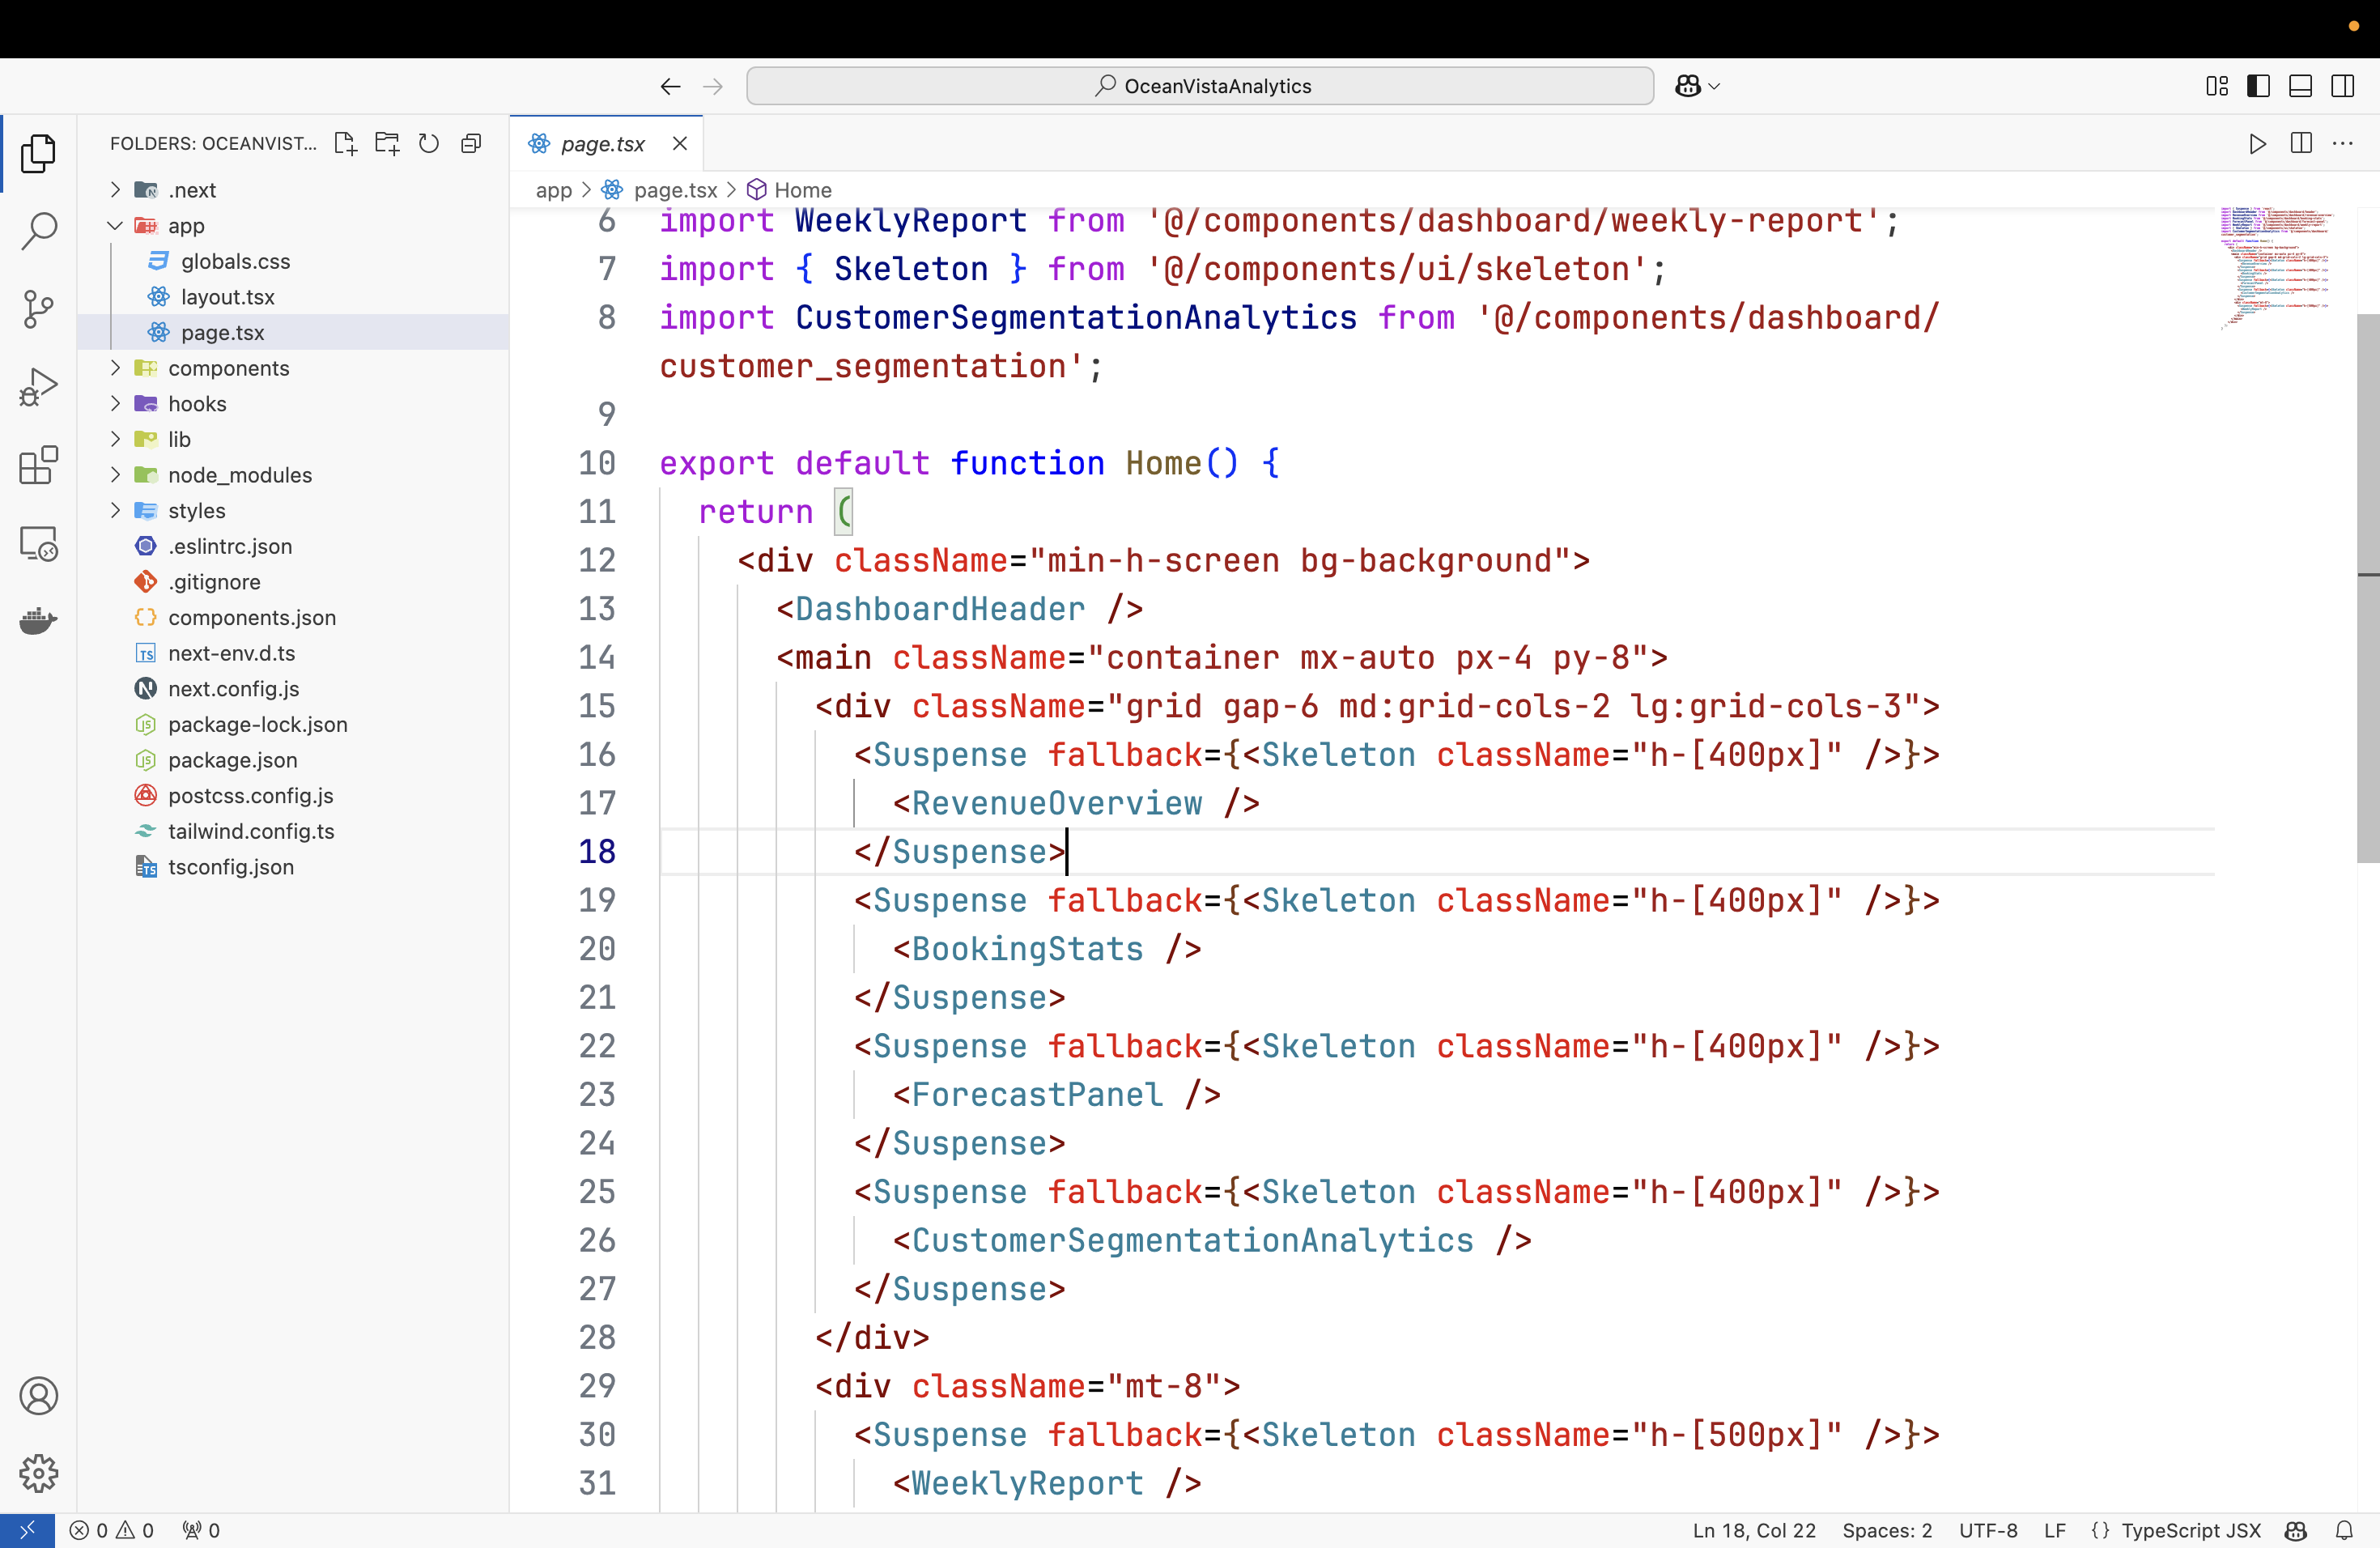 OceanVistaAnalytics
FOLDERS: OCEANVIST...
.next
app
globals.css
layout.tsx
page.tsx
components
hooks
lib
node_modules
styles
.eslintrc.json
.gitignore
components.json
next-env.d.ts
next.config.js
package-lock.json
package.json
postcss.config.js
tailwind.config.ts
tsconfig.json
page.tsx
app > page.tsx > Home
6 import WeeklyReport from '@/components/dashboard/weekly-report';
7 import { Skeleton } from '@/components/ui/skeleton';
8 import CustomerSegmentationAnalytics from '@/components/dashboard/
customer_segmentation';
9
10 export default function Home() {
11 return (
12 <div className="min-h-screen bg-background">
13 <DashboardHeader />
14 <main className="container mx-auto px-4 py-8">
15 <div className="grid gap-6 md:grid-cols-2 lg:grid-cols-3">
16 <Suspense fallback={<Skeleton className="h-[400px]" />}>
17 <RevenueOverview />
18 </Suspense>
19 <Suspense fallback={<Skeleton className="h-[400px]" />}>
20 <BookingStats />
21 </Suspense>
22 <Suspense fallback={<Skeleton className="h-[400px]" />}>
23 <ForecastPanel />
24 </Suspense>
25 <Suspense fallback={<Skeleton className="h-[400px]" />}>
26 <CustomerSegmentationAnalytics />
27 </Suspense>
28 </div>
29 <div className="mt-8">
30 <Suspense fallback={<Skeleton className="h-[500px]" />}>
31 <WeeklyReport />
0 0 0
Ln 18, Col 22 Spaces: 2 UTF-8 LF {} TypeScript JSX